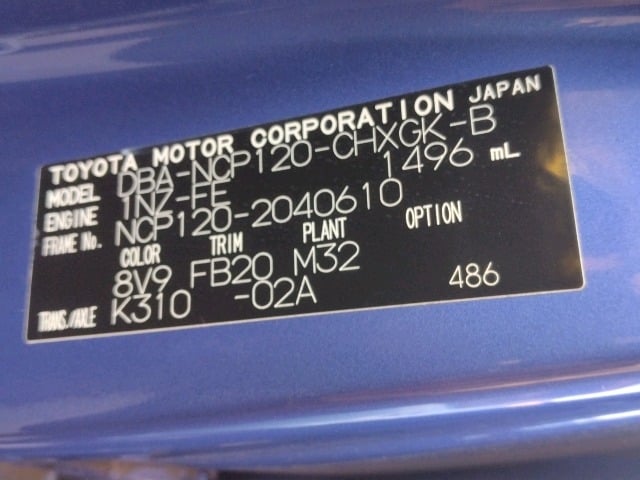 TOYOTA MOTOR CORPORATION JAPAN
MODEL DBA-NCP120-CHXGK-B
ENGINE 1NZ-FE 1496 mL
FRAME No. NCP120-2040610
COLOR TRIM PLANT OPTION
8V9 FB20 M32
TRANS./AXLE K310 -02A 486